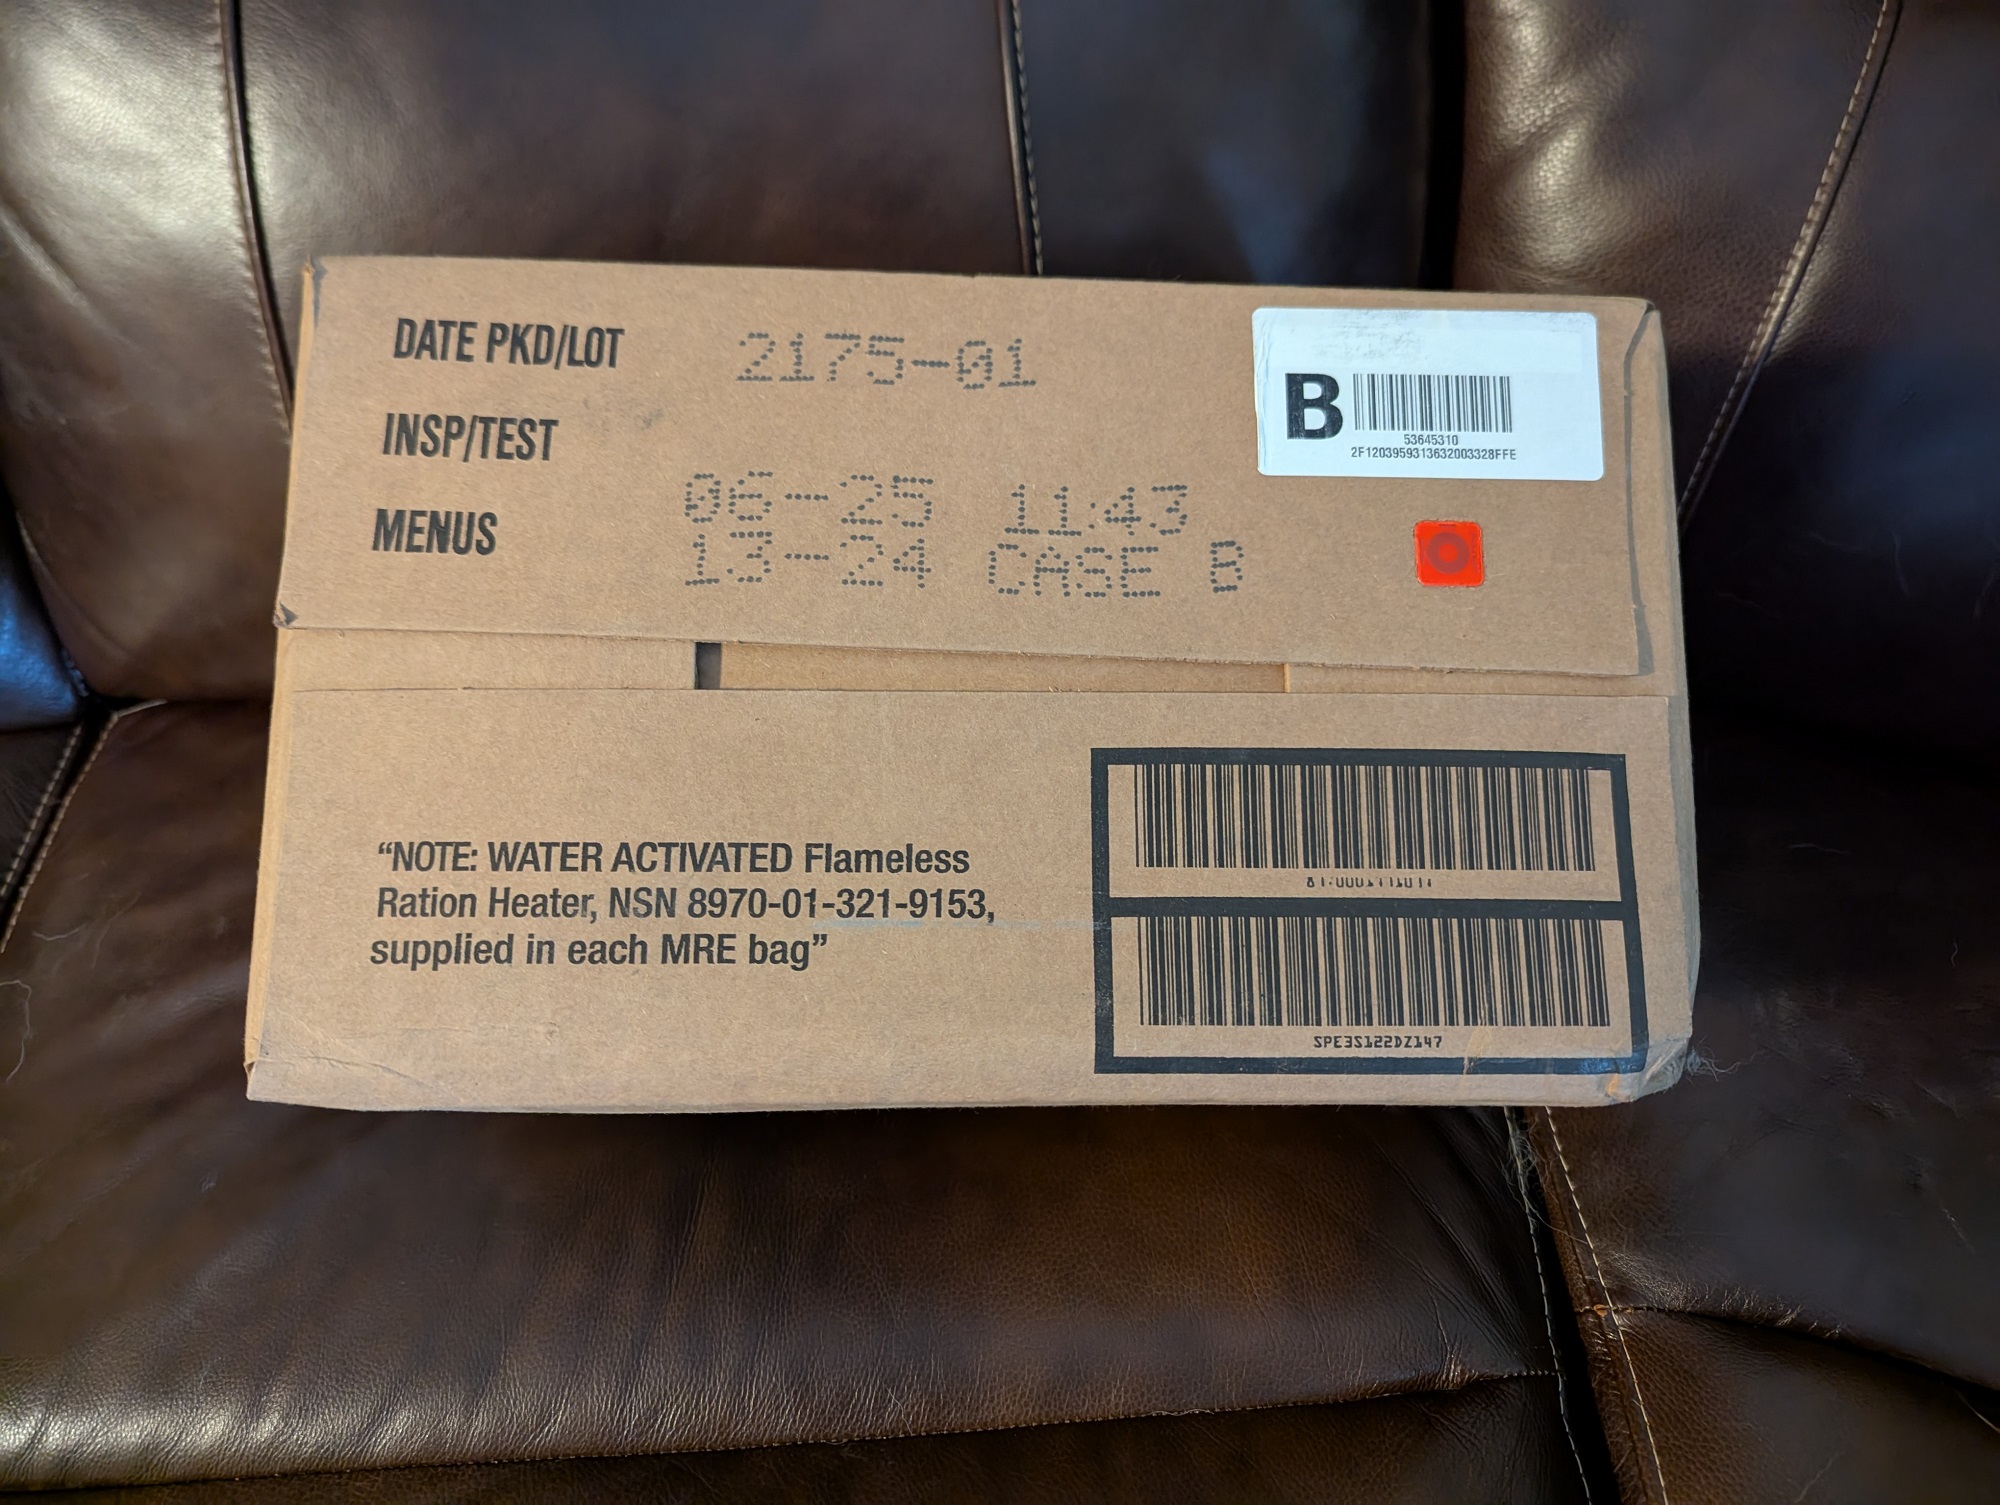 DATE PKD/LOT 2175-01
INSP/TEST
06-25 11:43
MENUS 13-24 CASE B
B
53645310
2F1203959313632003328FFE
“NOTE: WATER ACTIVATED Flameless
Ration Heater, NSN 8970-01-321-9153,
supplied in each MRE bag”
SPE3S122DZ147